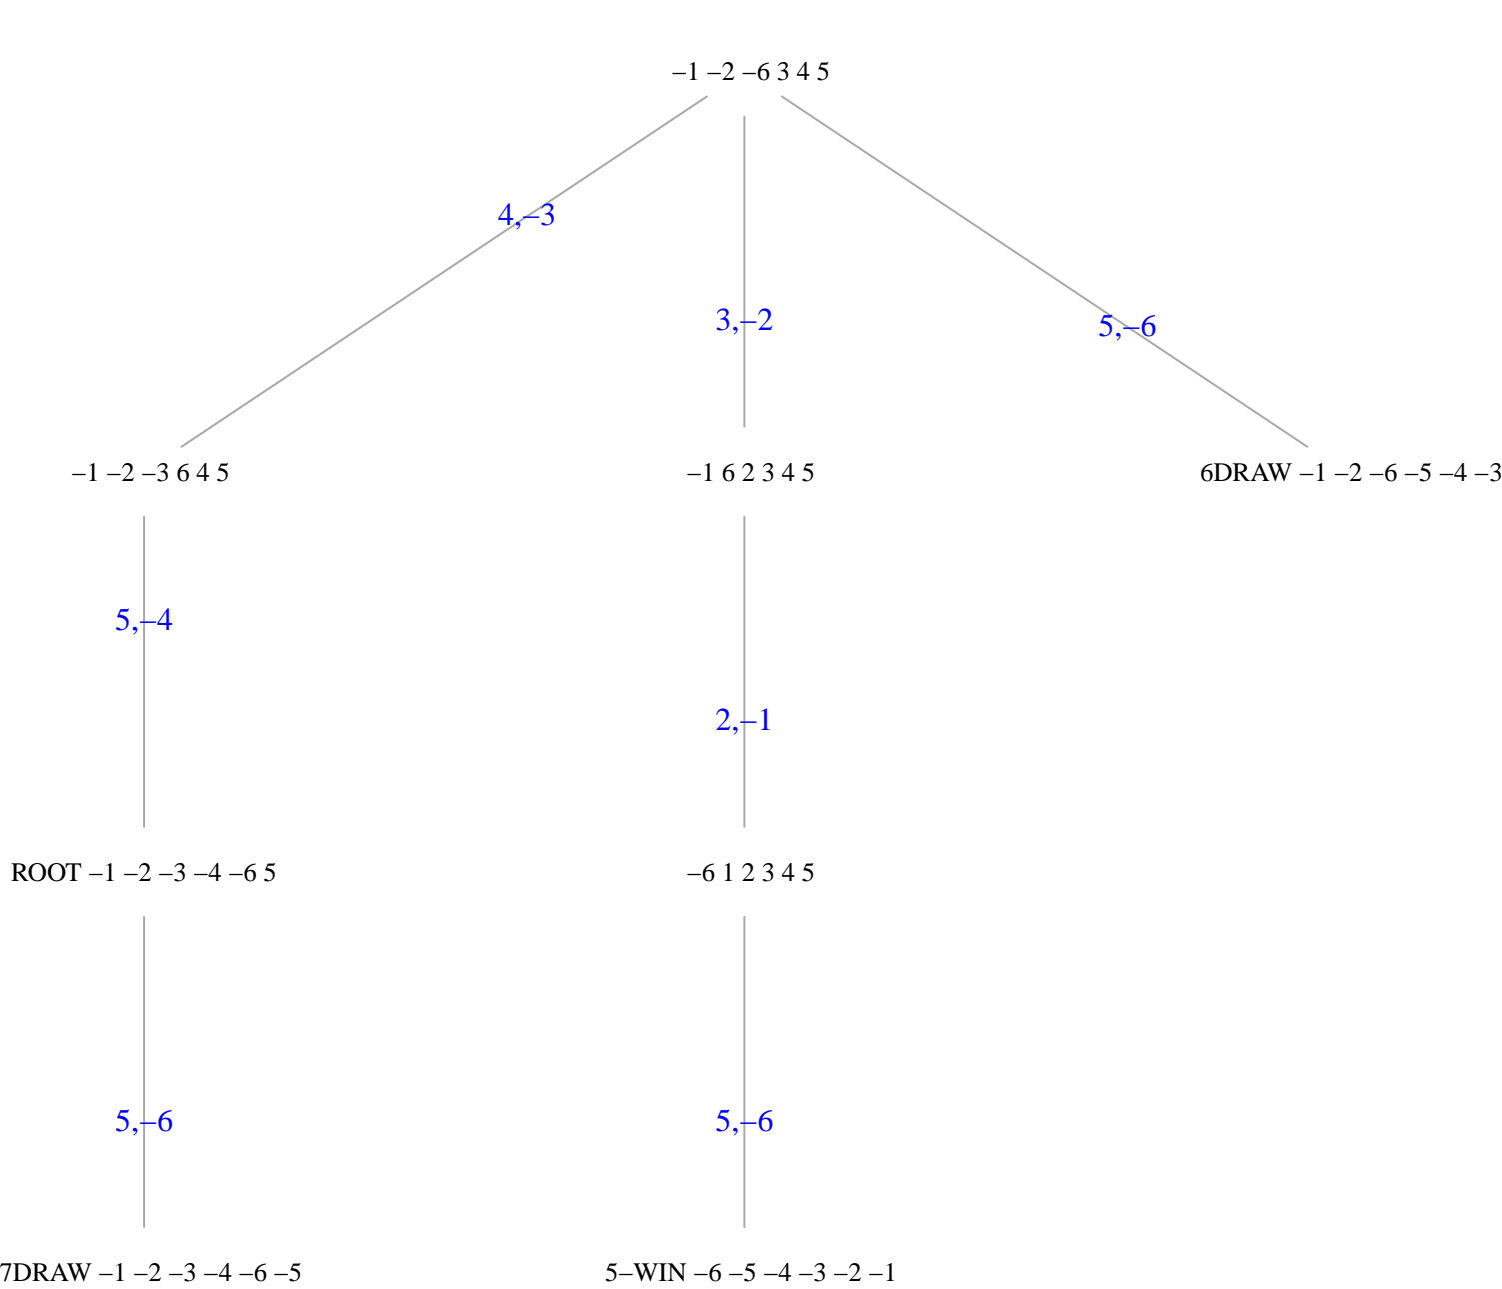 –1 –2 –6 3 4 5
4,–3
3,–2
5,–6
–1 –2 –3 6 4 5
–1 6 2 3 4 5
6DRAW –1 –2 –6 –5 –4 –3
5,–4
2,–1
ROOT –1 –2 –3 –4 –6 5
–6 1 2 3 4 5
5,–6
5,–6
7DRAW –1 –2 –3 –4 –6 –5
5–WIN –6 –5 –4 –3 –2 –1